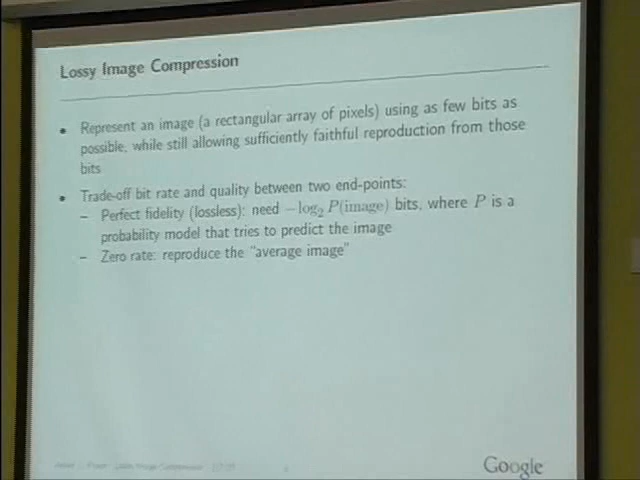 Lossy Image Compression
• Represent an image (a rectangular array of pixels) using as few bits as
possible, while still allowing sufficiently faithful reproduction from those
bits
• Trade-off bit rate and quality between two end-points:
– Perfect fidelity (lossless): need −log₂ P(image) bits, where P is a
probability model that tries to predict the image
– Zero rate: reproduce the "average image"
Google